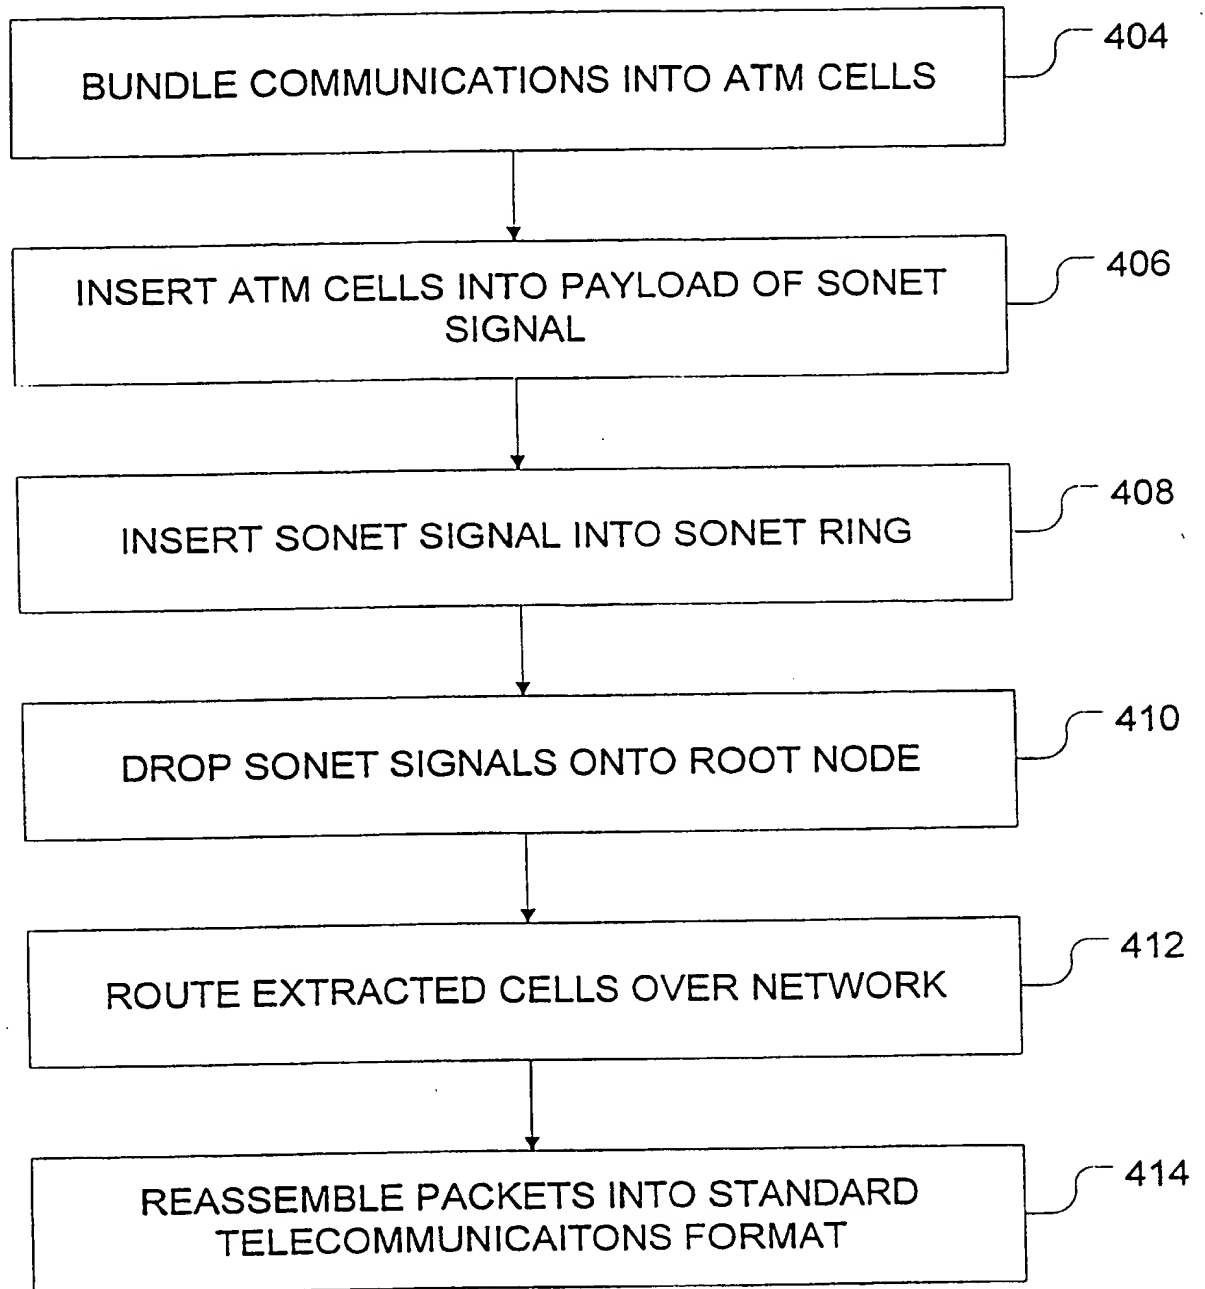 BUNDLE COMMUNICATIONS INTO ATM CELLS
404
INSERT ATM CELLS INTO PAYLOAD OF SONET
SIGNAL
406
INSERT SONET SIGNAL INTO SONET RING
408
DROP SONET SIGNALS ONTO ROOT NODE
410
ROUTE EXTRACTED CELLS OVER NETWORK
412
REASSEMBLE PACKETS INTO STANDARD
TELECOMMUNICAITONS FORMAT
414